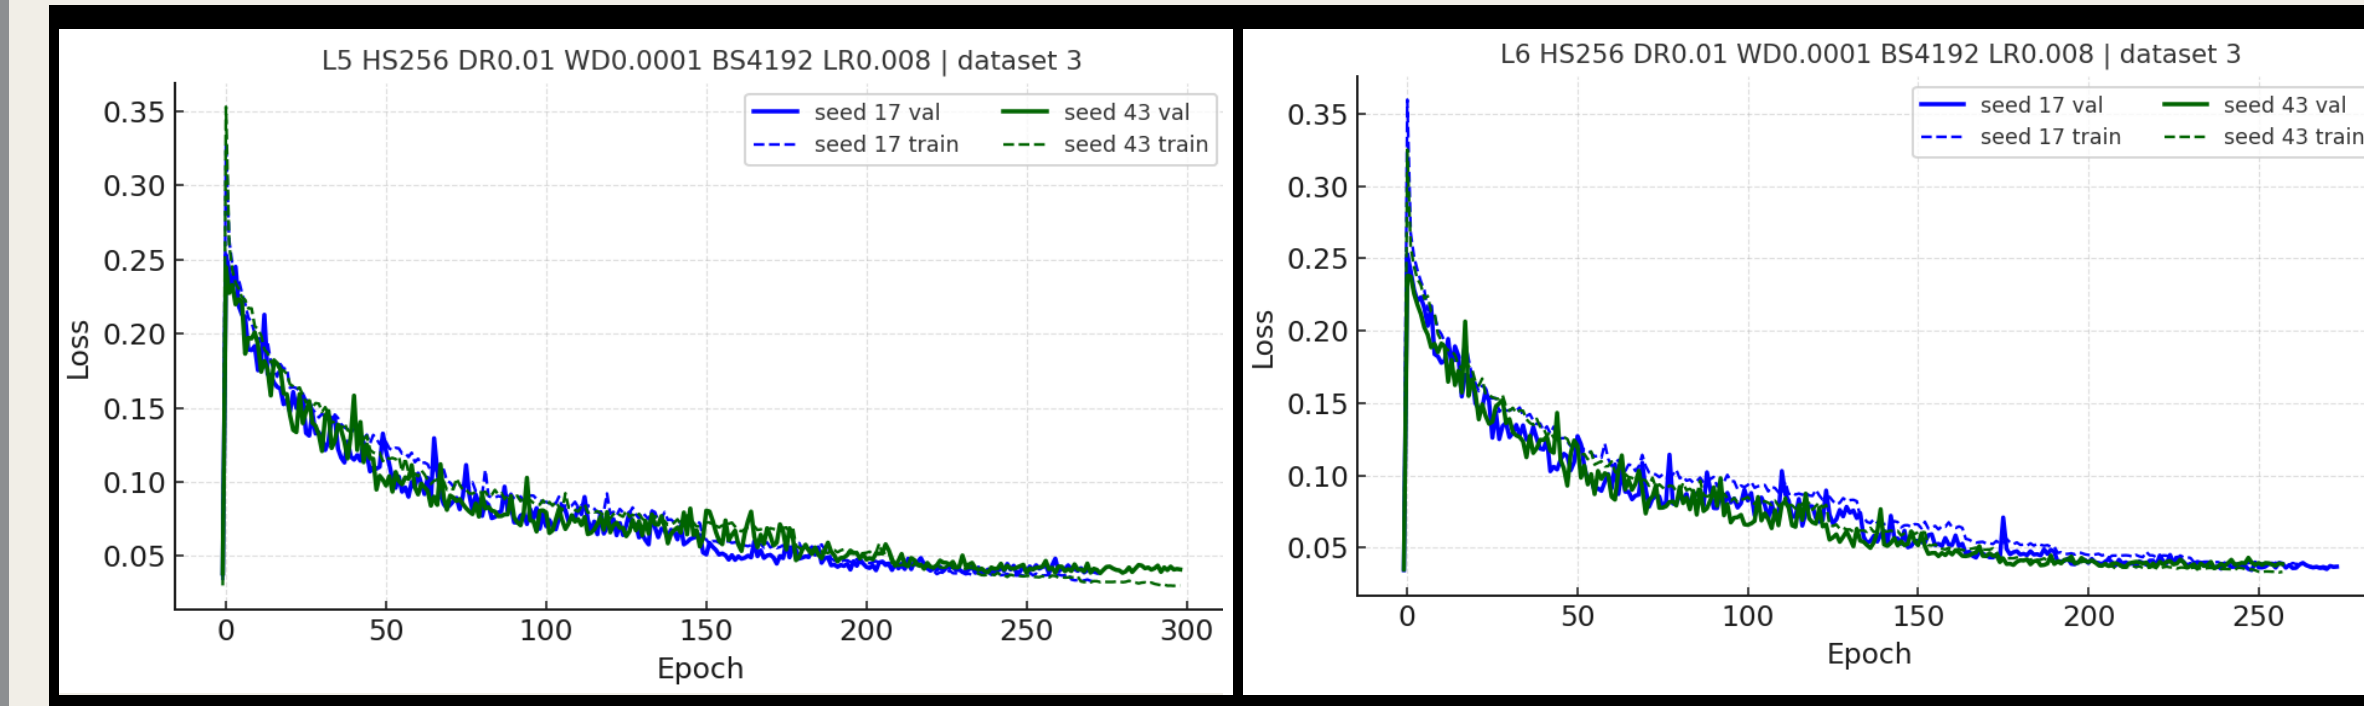 L5 HS256 DR0.01 WD0.0001 BS4192 LR0.008 | dataset 3
seed 17 val
seed 43 val
seed 17 train
seed 43 train
0.35
0.30
0.25
0.20
0.15
0.10
0.05
Loss
0
50
100
150
200
250
300
Epoch
L6 HS256 DR0.01 WD0.0001 BS4192 LR0.008 | dataset 3
seed 17 val
seed 43 val
seed 17 train
seed 43 train
0.35
0.30
0.25
0.20
0.15
0.10
0.05
Loss
0
50
100
150
200
250
Epoch